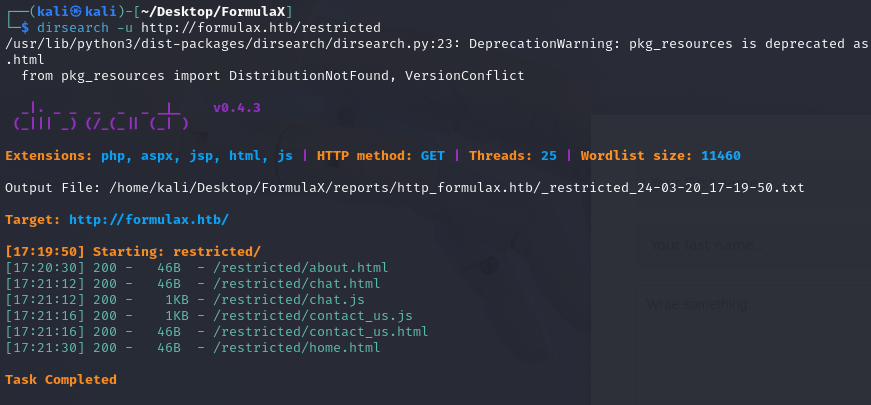 ┌──(kali㉿kali)-[~/Desktop/FormulaX]
└─$ dirsearch -u http://formulax.htb/restricted
/usr/lib/python3/dist-packages/dirsearch/dirsearch.py:23: DeprecationWarning: pkg_resources is deprecated as
.html
  from pkg_resources import DistributionNotFound, VersionConflict
v0.4.3
Extensions: php, aspx, jsp, html, js | HTTP method: GET | Threads: 25 | Wordlist size: 11460
Output File: /home/kali/Desktop/FormulaX/reports/http_formulax.htb/_restricted_24-03-20_17-19-50.txt
Target: http://formulax.htb/
[17:19:50] Starting: restricted/
[17:20:30] 200 -   46B  - /restricted/about.html
[17:21:12] 200 -   46B  - /restricted/chat.html
[17:21:12] 200 -    1KB - /restricted/chat.js
[17:21:16] 200 -    1KB - /restricted/contact_us.js
[17:21:16] 200 -   46B  - /restricted/contact_us.html
[17:21:30] 200 -   46B  - /restricted/home.html
Task Completed
Your last name
Write something